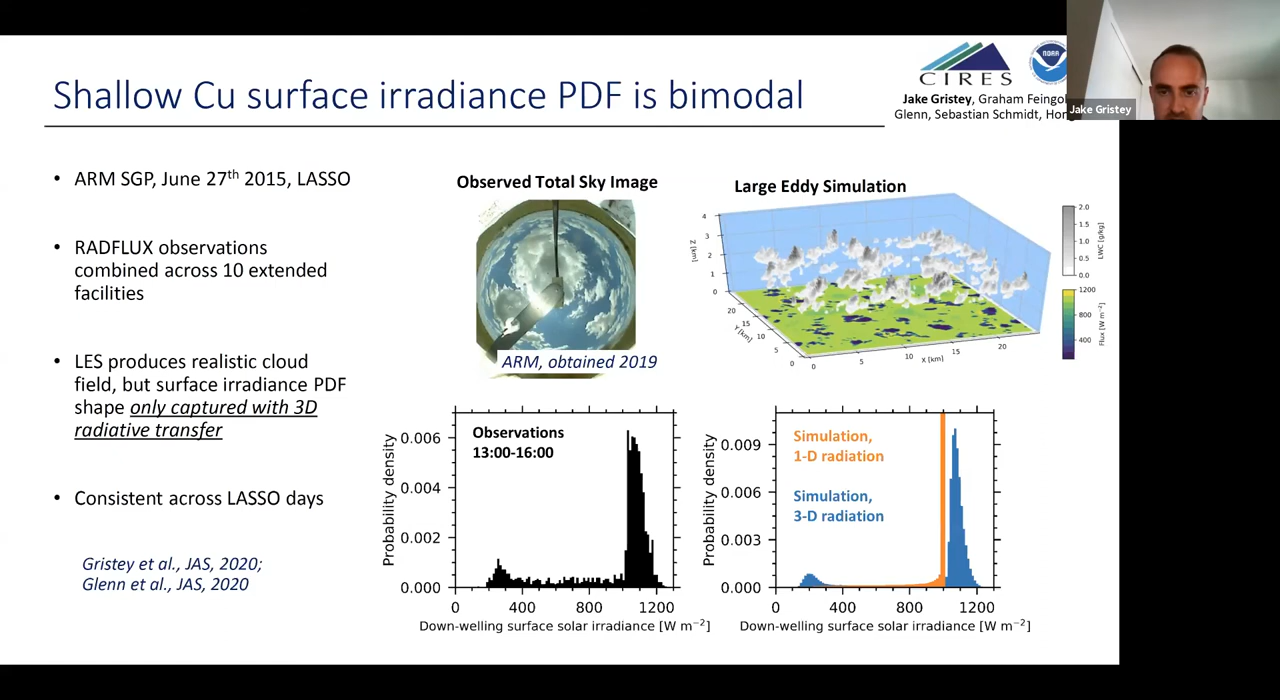 Shallow Cu surface irradiance PDF is bimodal
CIRES
NOAA
Jake Gristey, Graham Feingol
Glenn, Sebastian Schmidt, Hon
Jake Gristey
• ARM SGP, June 27th 2015, LASSO
• RADFLUX observations
combined across 10 extended
facilities
• LES produces realistic cloud
field, but surface irradiance PDF
shape only captured with 3D
radiative transfer
• Consistent across LASSO days
Gristey et al., JAS, 2020;
Glenn et al., JAS, 2020
Observed Total Sky Image
ARM, obtained 2019
Large Eddy Simulation
4
3
2
1
0
Z [km]
20
15
10
5
0
Y [km]
0
5
10
15
20
X [km]
2.0
1.5
1.0
0.5
0.0
LWC [g/kg]
1200
800
400
Flux [W m⁻²]
Observations
13:00-16:00
Probability density
0.006
0.004
0.002
0.000
0 400 800 1200
Down-welling surface solar irradiance [W m⁻²]
Simulation,
1-D radiation
Simulation,
3-D radiation
Probability density
0.009
0.006
0.003
0.000
0 400 800 1200
Down-welling surface solar irradiance [W m⁻²]